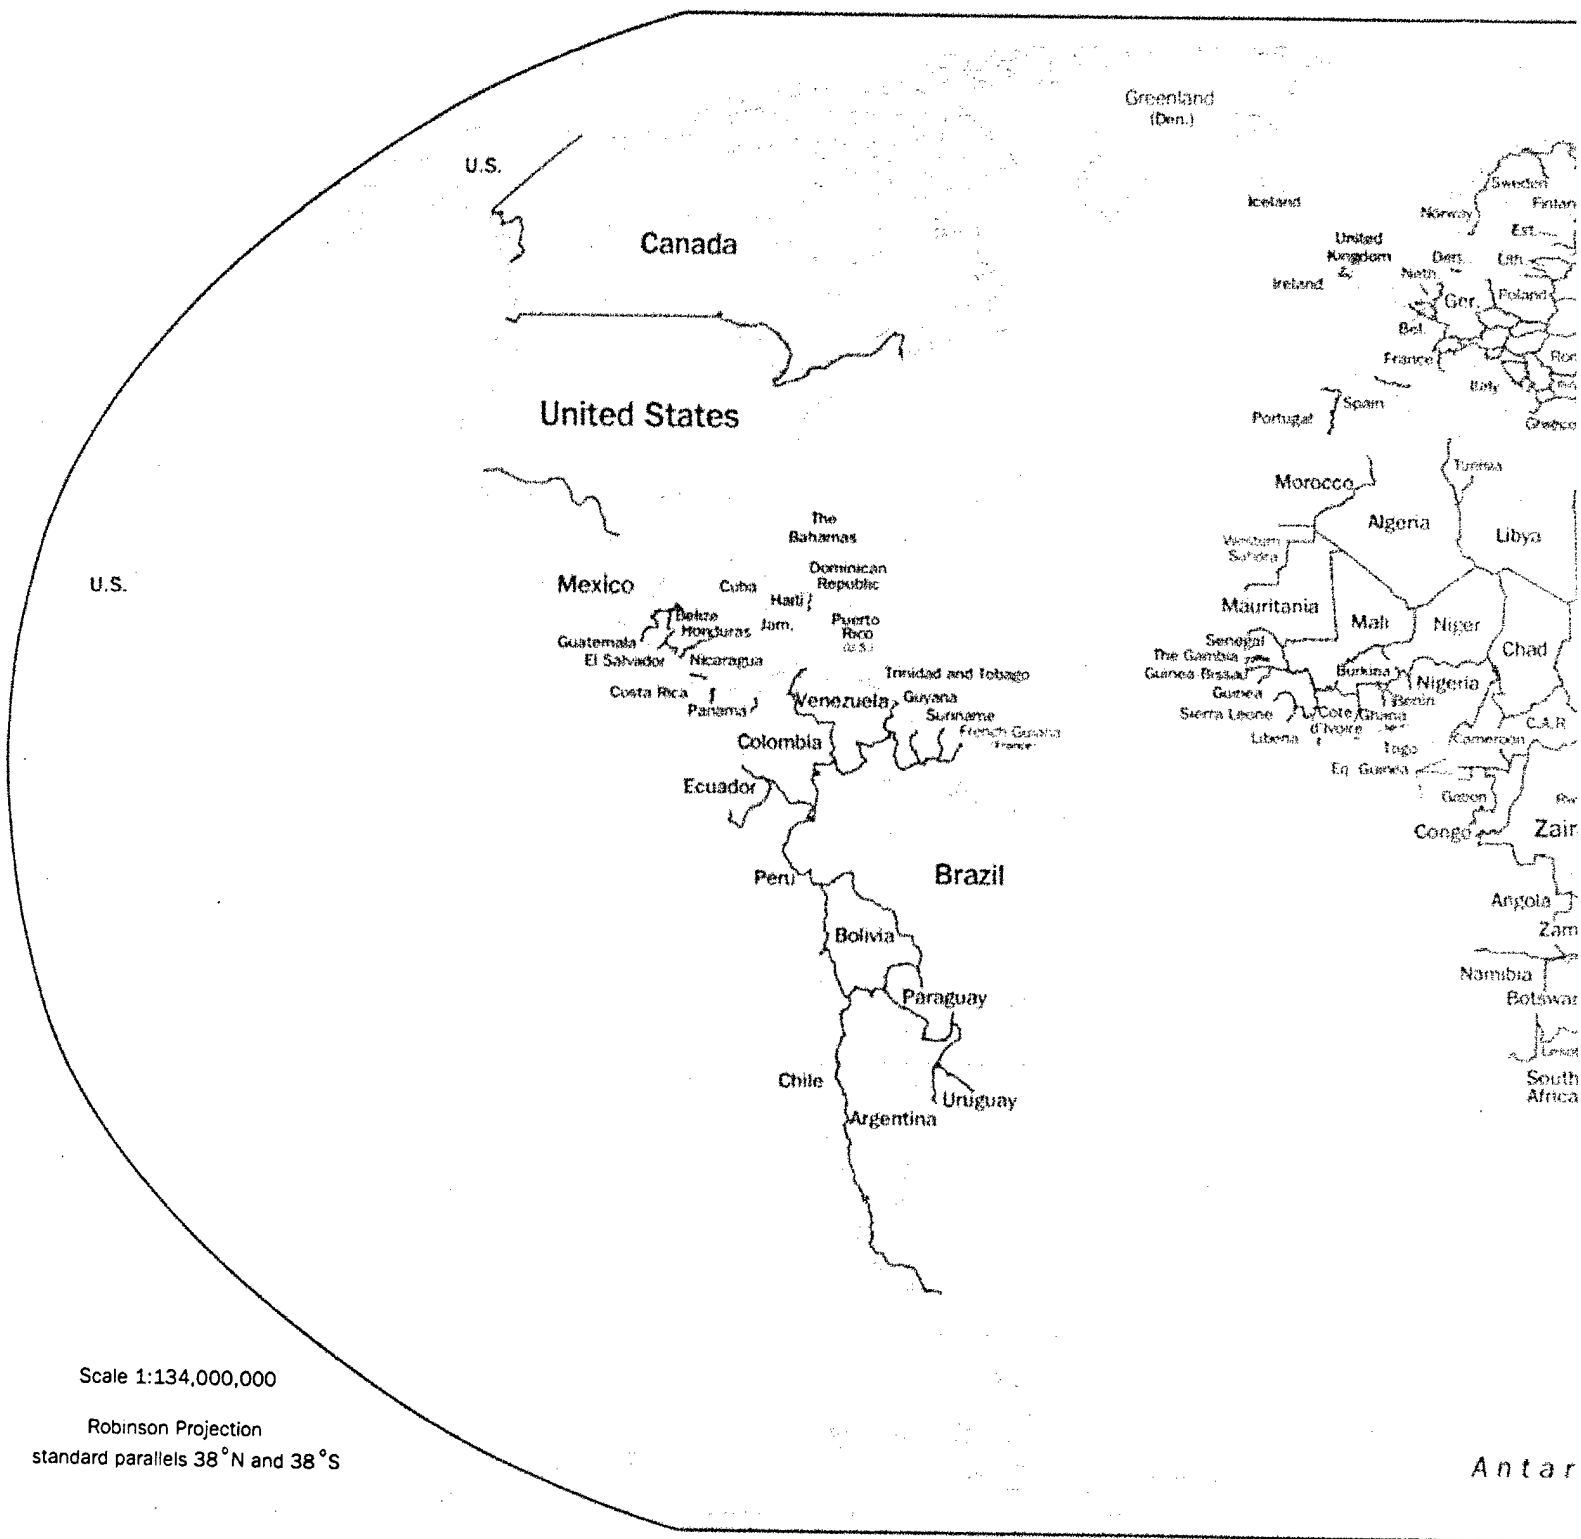 Greenland
(Den.)
U.S.
Sweden
Iceland
Finlan
Norway
Canada
Est.
United
Kingdom
Den.
Lith.
Neth.
Ireland
Ger.
Poland
Bel.
France
Italy
United States
Spain
Portugal
Greece
Tunisia
Morocco
The
Bahamas
Algeria
Libya
Western
Sahara
U.S.
Mexico
Cuba
Dominican
Republic
Haiti
Jam.
Puerto
Rico
(U.S.)
Belize
Honduras
Guatemala
El Salvador
Nicaragua
Mauritania
Mali
Niger
Chad
Senegal
The Gambia
Guinea-Bissau
Burkina
Nigeria
Trinidad and Tobago
Costa Rica
Panama
Venezuela
Guyana
Suriname
French Guiana
(France)
Guinea
Benin
Sierra Leone
Cote
d'Ivoire
Ghana
C.A.R
Liberia
Togo
Cameroon
Colombia
Eq. Guinea
Ecuador
Gabon
Congo
Zair
Peru
Brazil
Angola
Zam
Bolivia
Namibia
Botswan
Paraguay
Lesot
South
Africa
Chile
Uruguay
Argentina
Scale 1:134,000,000
Robinson Projection
standard parallels 38°N and 38°S
Antar